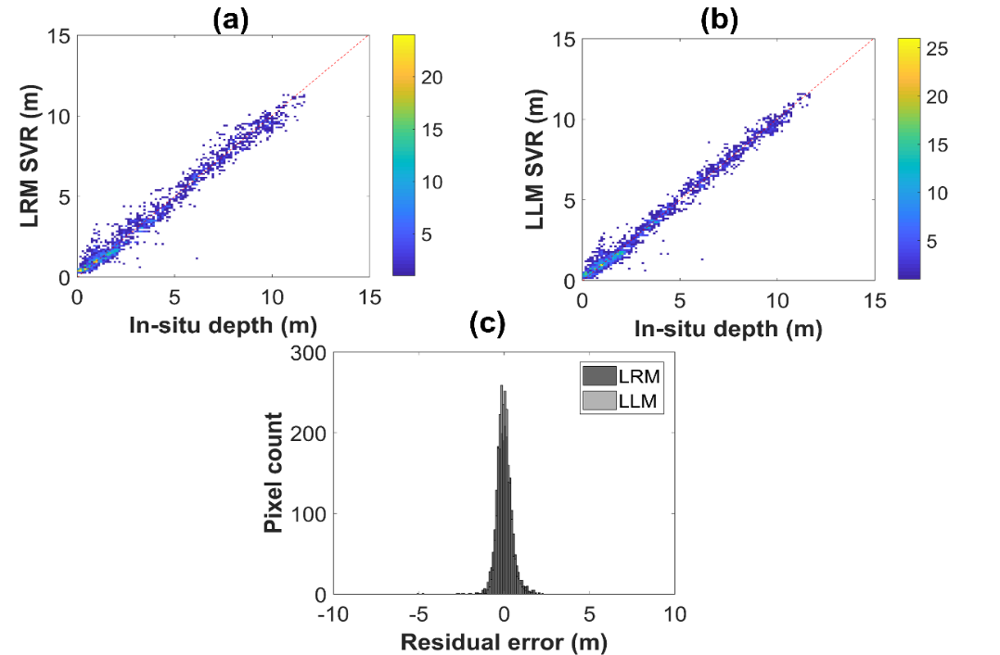 (a)
15
10
5
0
LRM SVR (m)
0 5 10 15
In-situ depth (m)
20
15
10
5
(b)
15
10
5
0
LLM SVR (m)
0 5 10 15
In-situ depth (m)
25
20
15
10
5
(c)
300
200
100
0
Pixel count
LRM
LLM
-10 -5 0 5 10
Residual error (m)